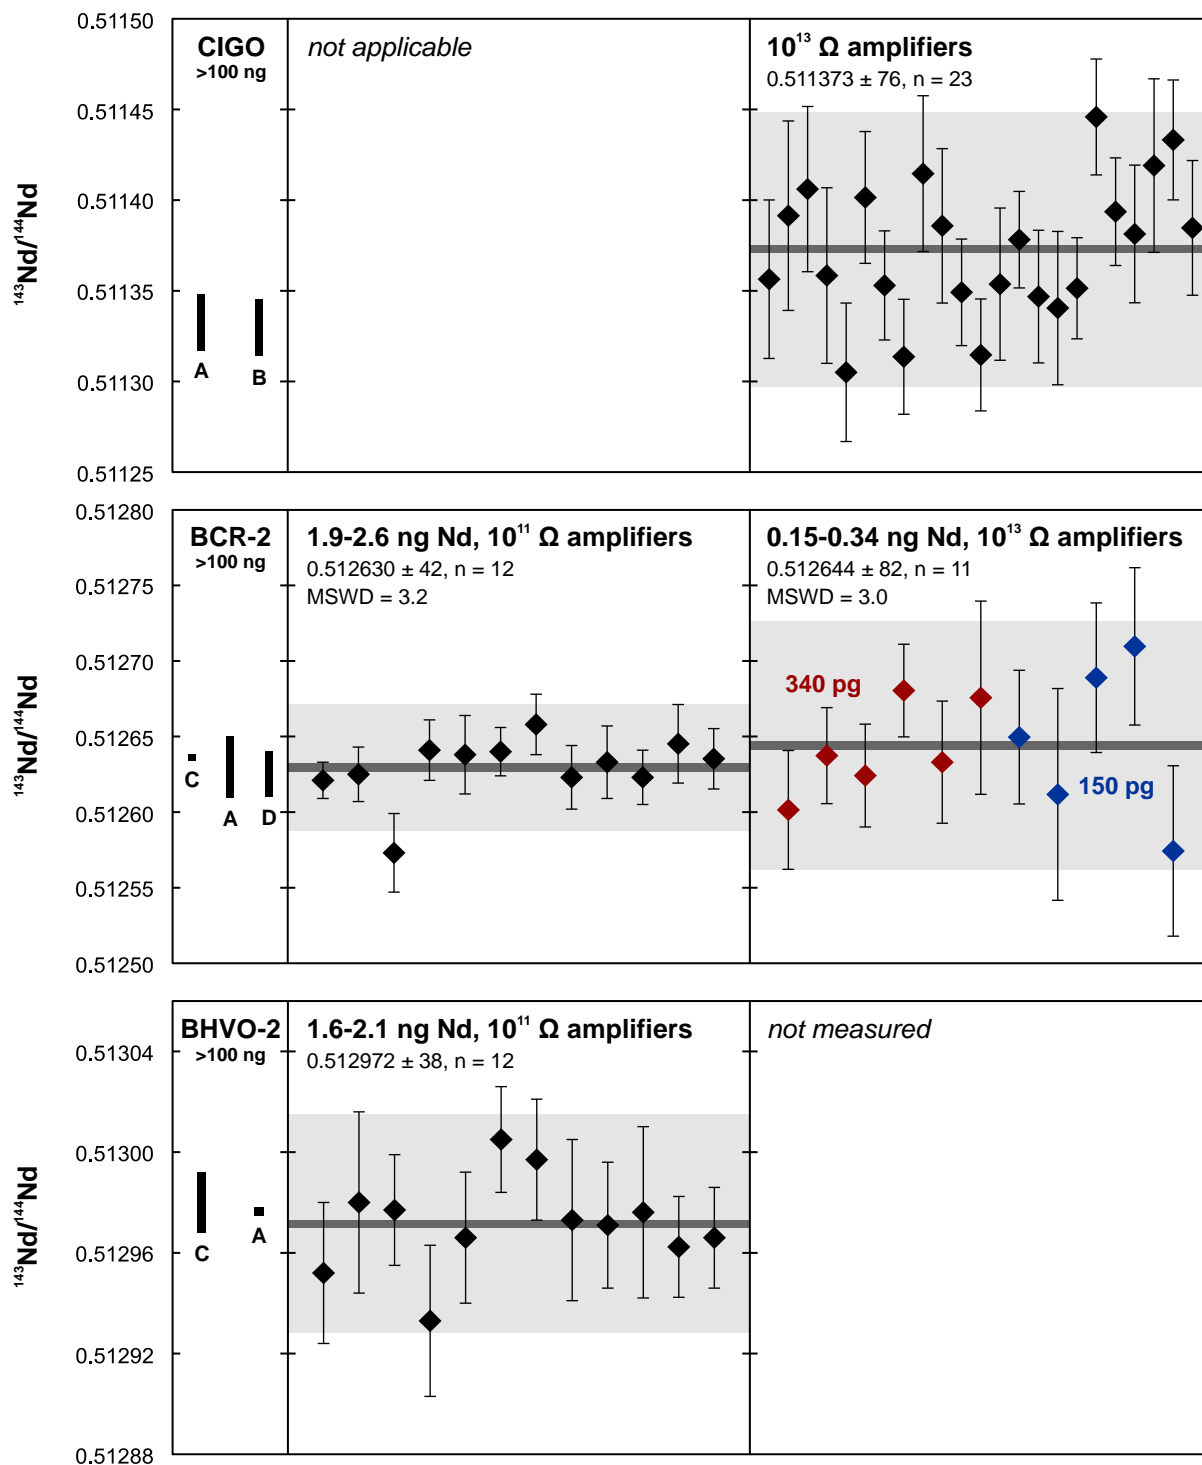 0.51150
0.51145
0.51140
0.51135
0.51130
0.51125
¹⁴³Nd/¹⁴⁴Nd
CIGO
>100 ng
A
B
not applicable
10¹³ Ω amplifiers
0.511373 ± 76, n = 23
0.51280
0.51275
0.51270
0.51265
0.51260
0.51255
0.51250
¹⁴³Nd/¹⁴⁴Nd
BCR-2
>100 ng
C
A
D
1.9-2.6 ng Nd, 10¹¹ Ω amplifiers
0.512630 ± 42, n = 12
MSWD = 3.2
0.15-0.34 ng Nd, 10¹³ Ω amplifiers
0.512644 ± 82, n = 11
MSWD = 3.0
340 pg
150 pg
0.51304
0.51300
0.51296
0.51292
0.51288
¹⁴³Nd/¹⁴⁴Nd
BHVO-2
>100 ng
C
A
1.6-2.1 ng Nd, 10¹¹ Ω amplifiers
0.512972 ± 38, n = 12
not measured